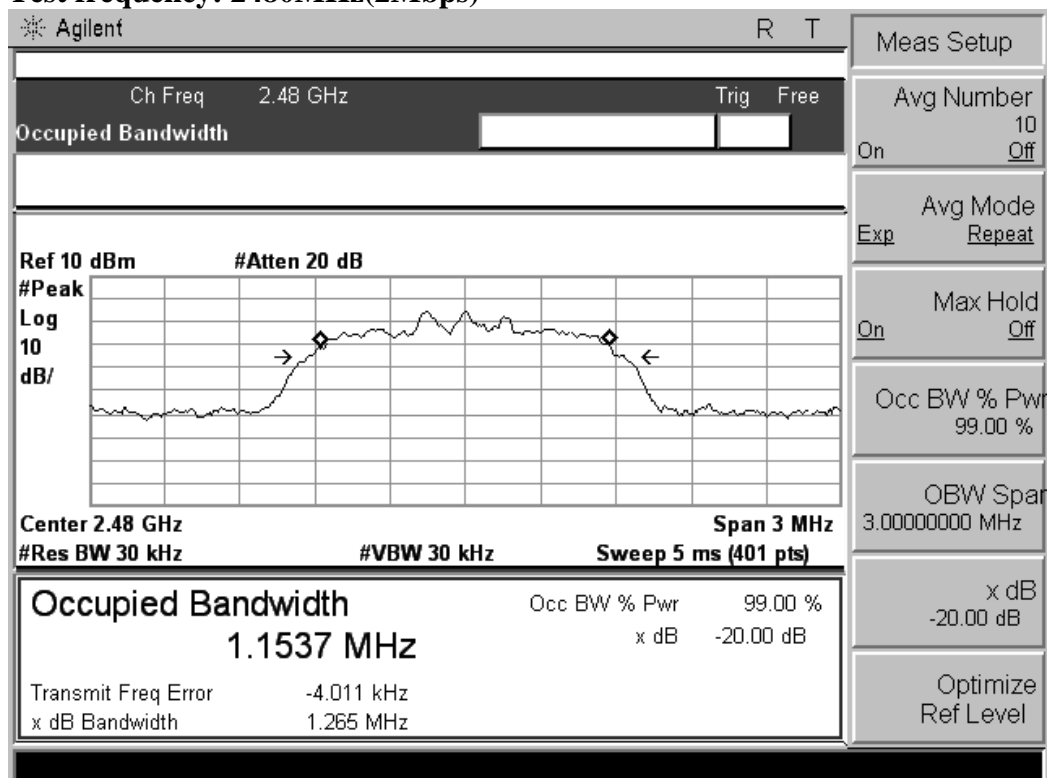 Test frequency: 2480MHz(2Mbps)
Agilent R T
Meas Setup
Ch Freq 2.48 GHz Trig Free
Occupied Bandwidth
Avg Number
10
On Off
Avg Mode
Exp Repeat
Max Hold
On Off
Occ BW % Pwr
99.00 %
OBW Span
3.00000000 MHz
x dB
-20.00 dB
Optimize
Ref Level
Ref 10 dBm #Atten 20 dB
#Peak
Log
10
dB/
Center 2.48 GHz Span 3 MHz
#Res BW 30 kHz #VBW 30 kHz Sweep 5 ms (401 pts)
Occupied Bandwidth Occ BW % Pwr 99.00 %
1.1537 MHz x dB -20.00 dB
Transmit Freq Error -4.011 kHz
x dB Bandwidth 1.265 MHz